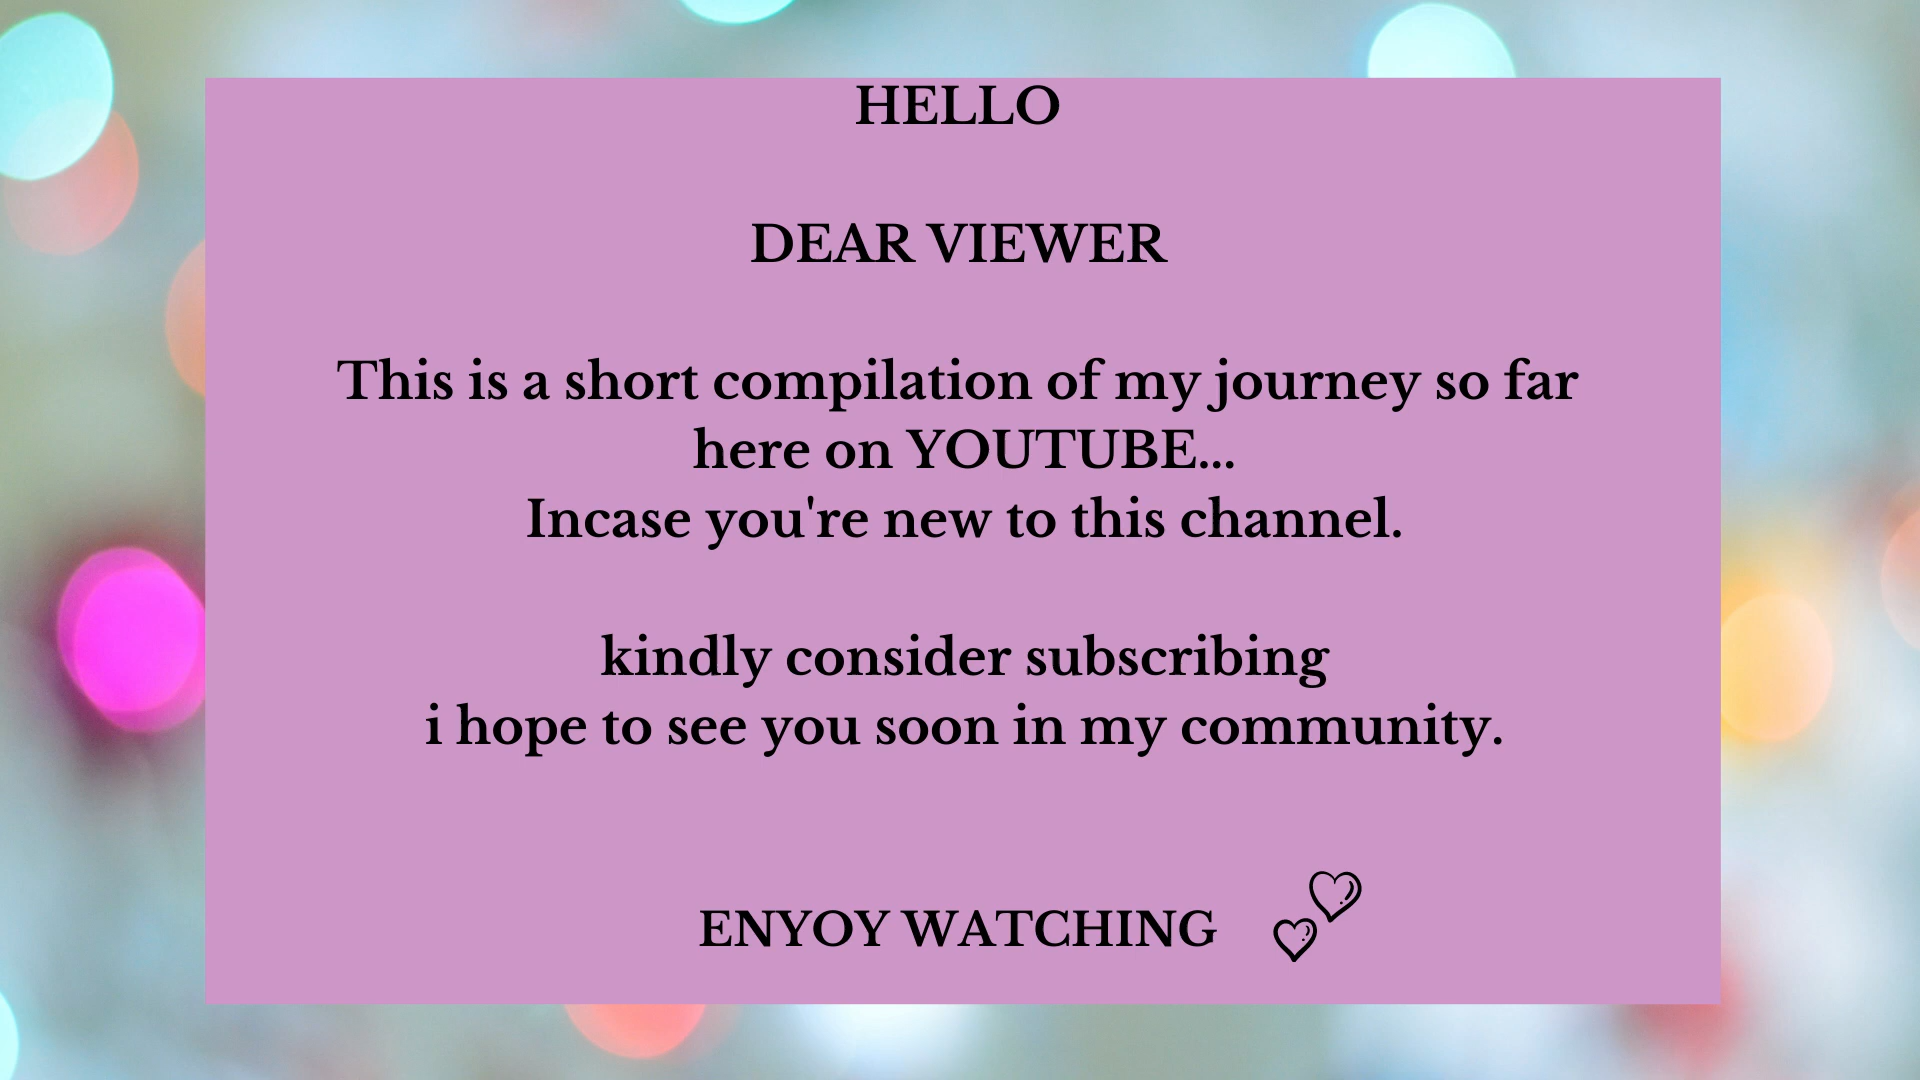 HELLO
DEAR VIEWER
This is a short compilation of my journey so far
here on YOUTUBE...
Incase you're new to this channel.
kindly consider subscribing
i hope to see you soon in my community.
ENYOY WATCHING